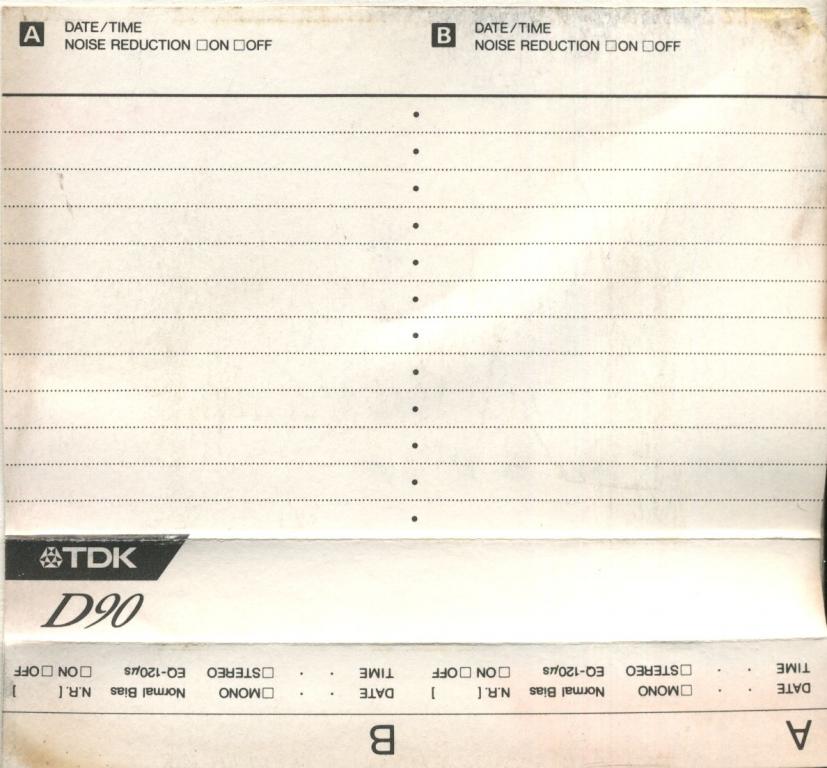 A DATE/TIME
NOISE REDUCTION □ON □OFF
B DATE/TIME
NOISE REDUCTION □ON □OFF
TDK
D90
A
DATE · · □MONO Normal Bias N.R. [ ]
TIME · · □STEREO EQ-120µs □ON □OFF
B
DATE · · □MONO Normal Bias N.R. [ ]
TIME · · □STEREO EQ-120µs □ON □OFF